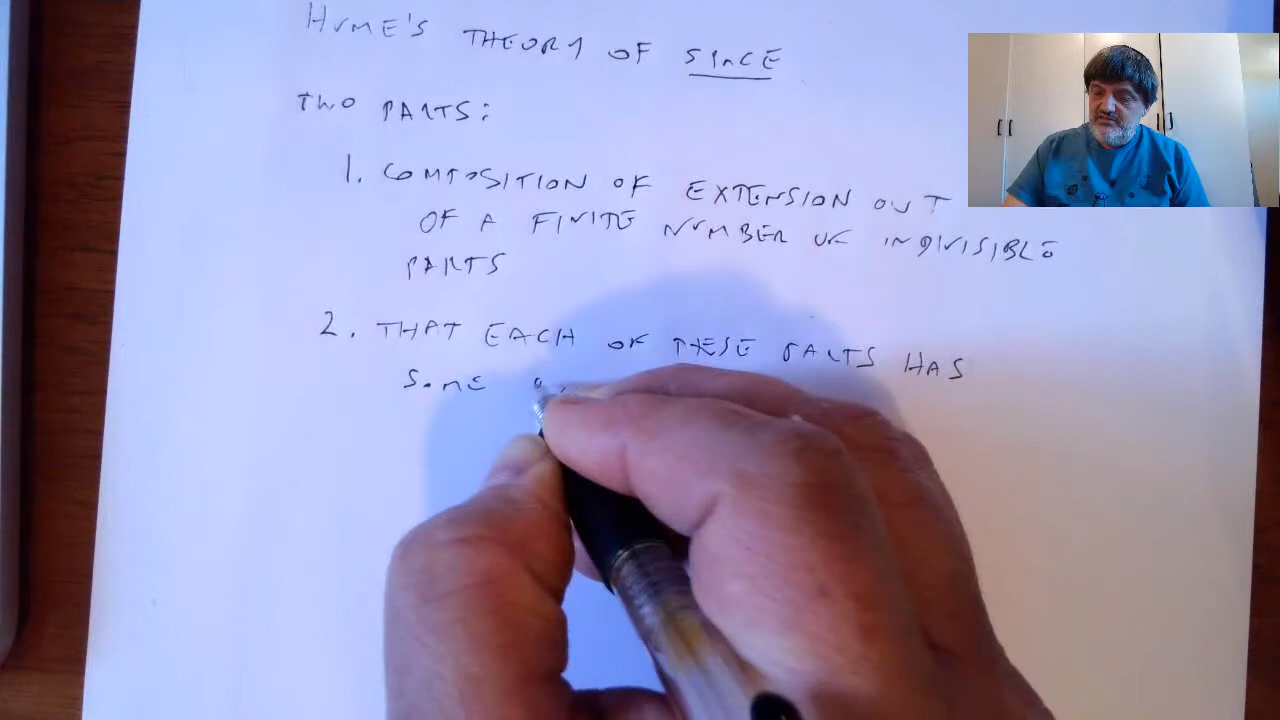 HUME'S THEORY OF SPACE
TWO PARTS:
1. COMPOSITION OF EXTENSION OUT
OF A FINITE NUMBER OF INDIVISIBLE
PARTS
2. THAT EACH OF THESE PARTS HAS
SOME